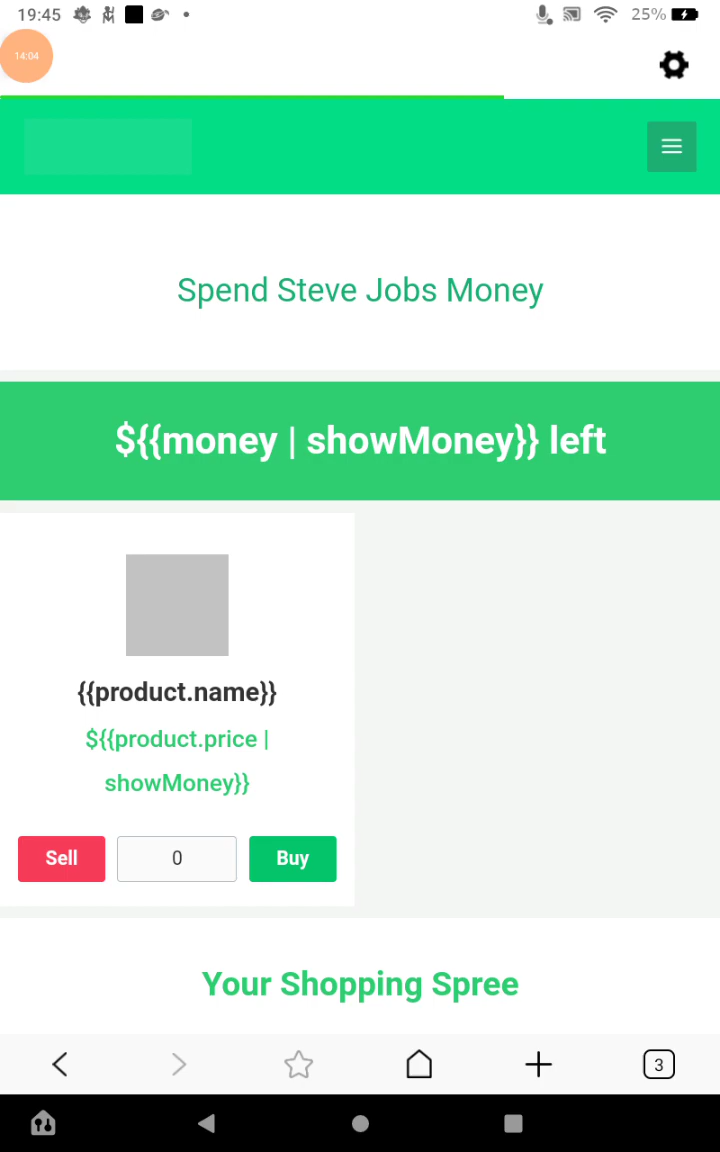 19:45
25%
14:04
Spend Steve Jobs Money
${{money | showMoney}} left
{{product.name}}
${{product.price |
showMoney}}
Sell
0
Buy
Your Shopping Spree
3